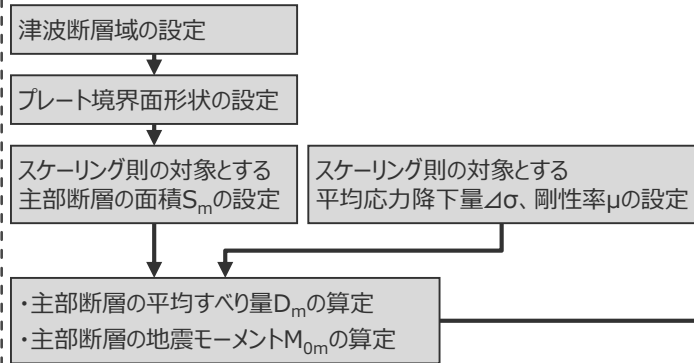 津波断層域の設定
プレート境界面形状の設定
スケーリング則の対象とする
主部断層の面積Smの設定
スケーリング則の対象とする
平均応力降下量⊿σ、剛性率μの設定
・主部断層の平均すべり量Dmの算定
・主部断層の地震モーメントM0mの算定